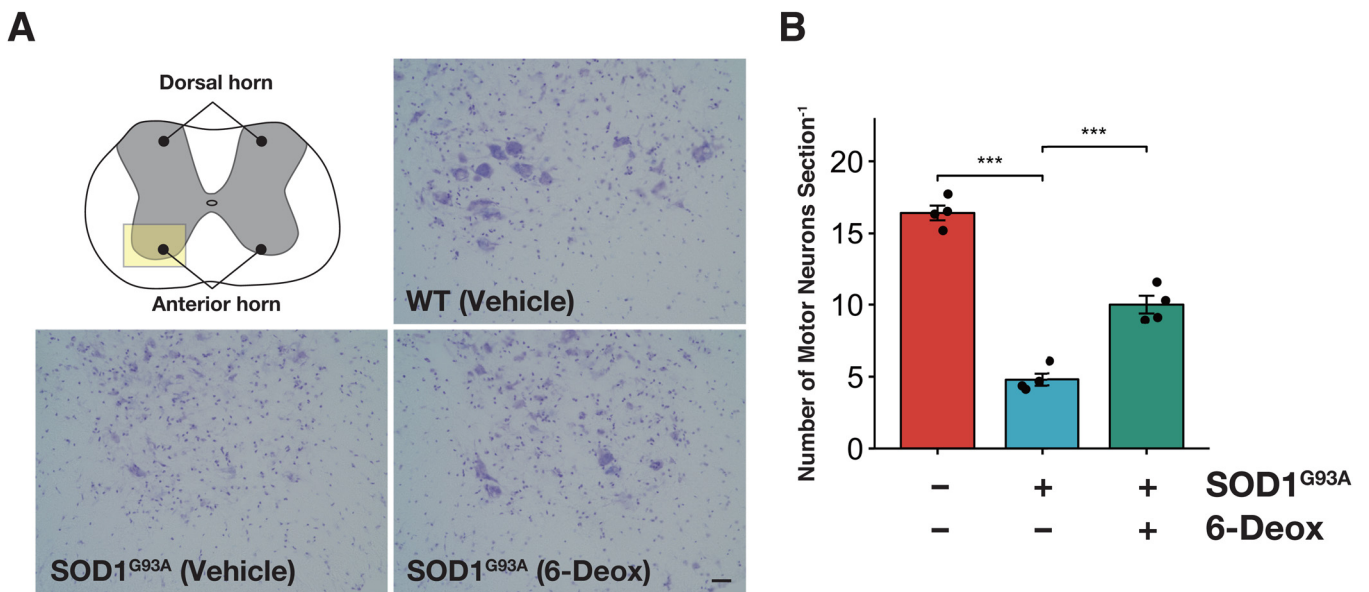 A
Dorsal horn
Anterior horn
WT (Vehicle)
SOD1G93A (Vehicle)
SOD1G93A (6-Deox)
B
Number of Motor Neurons Section-1
20
15
10
5
0
***
***
− + + SOD1G93A
− − + 6-Deox